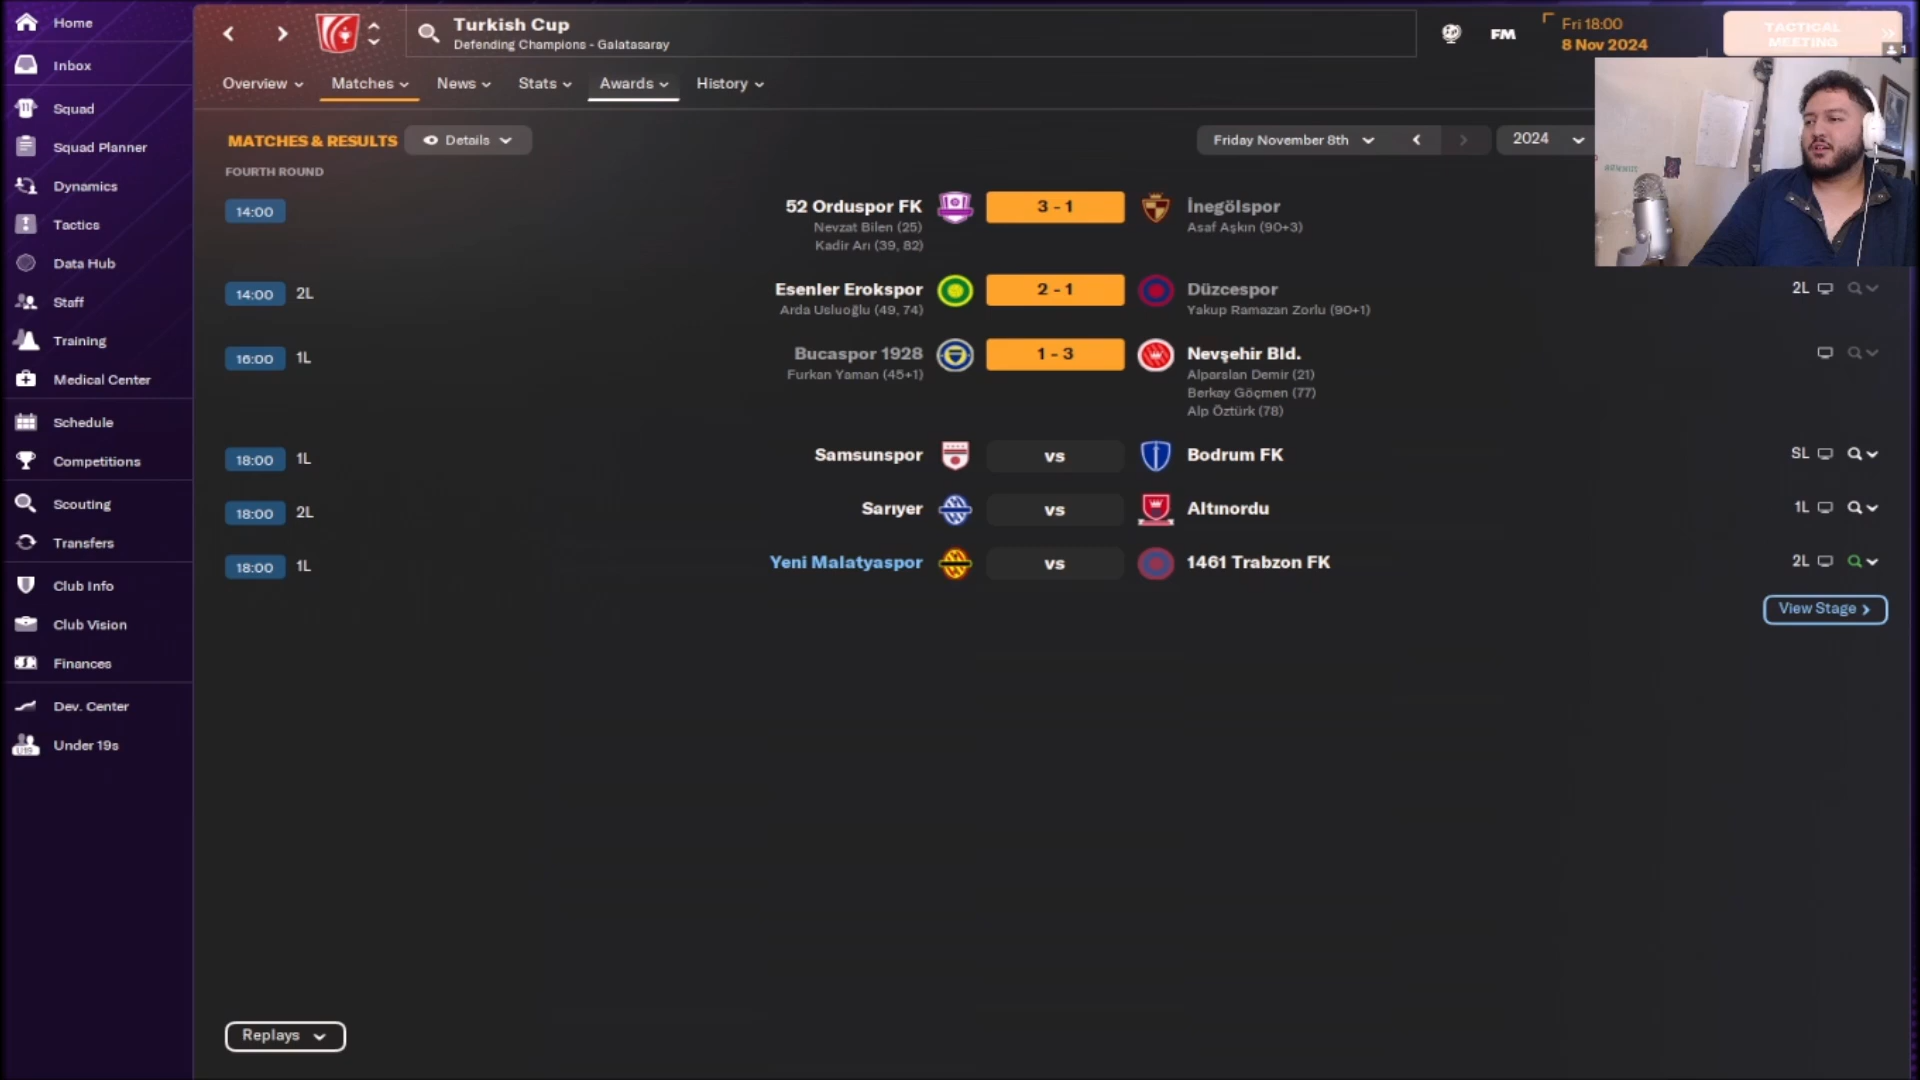 Home
Inbox
Squad
Squad Planner
Dynamics
Tactics
Data Hub
Staff
Training
Medical Center
Schedule
Competitions
Scouting
Transfers
Club Info
Club Vision
Finances
Dev. Center
Under 19s
Turkish Cup
Defending Champions - Galatasaray
FM
Fri 18:00
8 Nov 2024
TACTICAL MEETING
1
Overview
Matches
News
Stats
Awards
History
MATCHES & RESULTS
Details
Friday November 8th
2024
FOURTH ROUND
14:00 52 Orduspor FK 3 - 1 İnegölspor
Nevzat Bilen (25) Asaf Aşkın (90+3)
Kadir Arı (39, 82)
14:00 2L Esenler Erokspor 2 - 1 Düzcespor 2L
Arda Usluoğlu (49, 74) Yakup Ramazan Zorlu (90+1)
16:00 1L Bucaspor 1928 1 - 3 Nevşehir Bld.
Furkan Yaman (45+1) Alparslan Demir (21)
Berkay Göçmen (77)
Alp Öztürk (78)
18:00 1L Samsunspor vs Bodrum FK SL
18:00 2L Sarıyer vs Altınordu 1L
18:00 1L Yeni Malatyaspor vs 1461 Trabzon FK 2L
View Stage
Replays